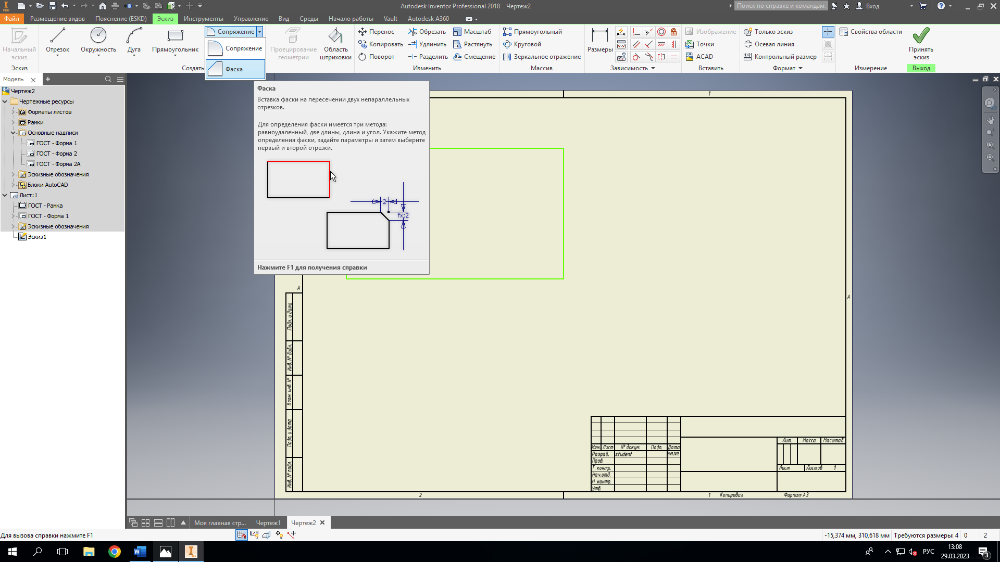 Autodesk Inventor Professional 2018 Чертеж2
Поиск по справке и командам.
Вход
Файл Размещение видов Пояснение (ESKD) Эскиз Инструменты Управление Вид Среды Начало работы Vault Autodesk A360
Начальный эскиз
Отрезок
Окружность
Дуга
Прямоугольник
Сопряжение
Сопряжение
Фаска
Проецирование геометрии
Область штриховки
Перенос
Копировать
Поворот
Обрезать
Удлинить
Разделить
Масштаб
Растянуть
Смещение
Прямоугольный
Круговой
Зеркальное отражение
Размеры
Изображение
Точки
ACAD
Только эскиз
Осевая линия
Контрольный размер
Свойства области
Принять эскиз
Эскиз
Создать
Изменить
Массив
Зависимость
Вставить
Формат
Измерение
Выход
Модель
Чертеж2
Чертежные ресурсы
Форматы листов
Рамки
Основные надписи
ГОСТ - Форма 1
ГОСТ - Форма 2
ГОСТ - Форма 2А
Эскизные обозначения
Блоки AutoCAD
Лист:1
ГОСТ - Рамка
ГОСТ - Форма 1
Эскизные обозначения
Эскиз1
Фаска
Вставка фаски на пересечении двух непараллельных
отрезков.
Для определения фаски имеется три метода:
равноудаленный, две длины, длина и угол. Укажите метод
определения фаски, задайте параметры и затем выберите
первый и второй отрезки.
2
fx:2
Нажмите F1 для получения справки
1
A
A
Подп. и дата
Инв. № дубл.
Взам. инв. №
Подп. и дата
Инв. № подл.
Изм. Лист № докум. Подп. Дата
Разраб. student
Пров.
Т. контр.
Нач.отд.
Н. контр.
Утв.
Лит. Масса Масштаб
Лист Листов 1
2
1 Копировал Формат А3
Моя главная стр... Чертеж1 Чертеж2
Для вызова справки нажмите F1
-15,374 мм, 310,618 мм Требуются размеры: 4 0 2
РУС
13:08
29.03.2023
3